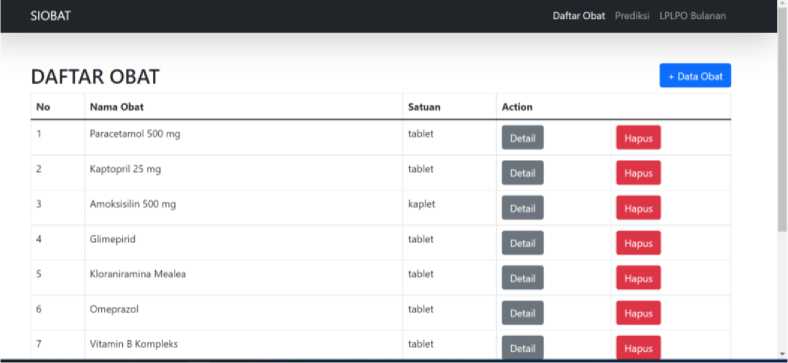 SIOBAT Daftar Obat Prediksi LPLPO Bulanan
DAFTAR OBAT + Data Obat
No Nama Obat Satuan Action
1 Paracetamol 500 mg tablet Detail Hapus
2 Kaptopril 25 mg tablet Detail Hapus
3 Amoksisilin 500 mg kaplet Detail Hapus
4 Glimepirid tablet Detail Hapus
5 Kloraniramina Mealea tablet Detail Hapus
6 Omeprazol tablet Detail Hapus
7 Vitamin B Kompleks tablet Detail Hapus